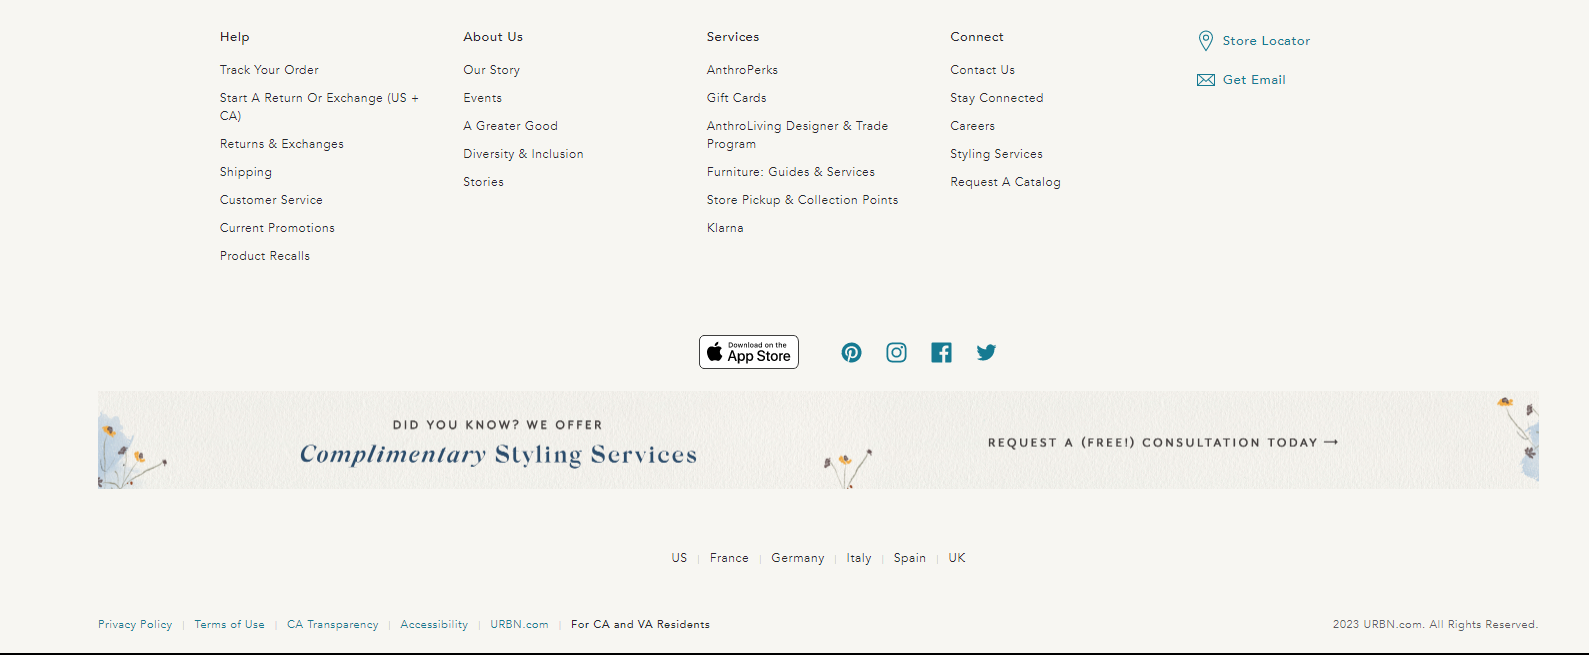 Help
Track Your Order
Start A Return Or Exchange (US +
CA)
Returns & Exchanges
Shipping
Customer Service
Current Promotions
Product Recalls
About Us
Our Story
Events
A Greater Good
Diversity & Inclusion
Stories
Services
AnthroPerks
Gift Cards
AnthroLiving Designer & Trade
Program
Furniture: Guides & Services
Store Pickup & Collection Points
Klarna
Connect
Contact Us
Stay Connected
Careers
Styling Services
Request A Catalog
Store Locator
Get Email
Download on the
App Store
DID YOU KNOW? WE OFFER
Complimentary Styling Services
REQUEST A (FREE!) CONSULTATION TODAY →
US | France | Germany | Italy | Spain | UK
Privacy Policy | Terms of Use | CA Transparency | Accessibility | URBN.com | For CA and VA Residents
2023 URBN.com. All Rights Reserved.